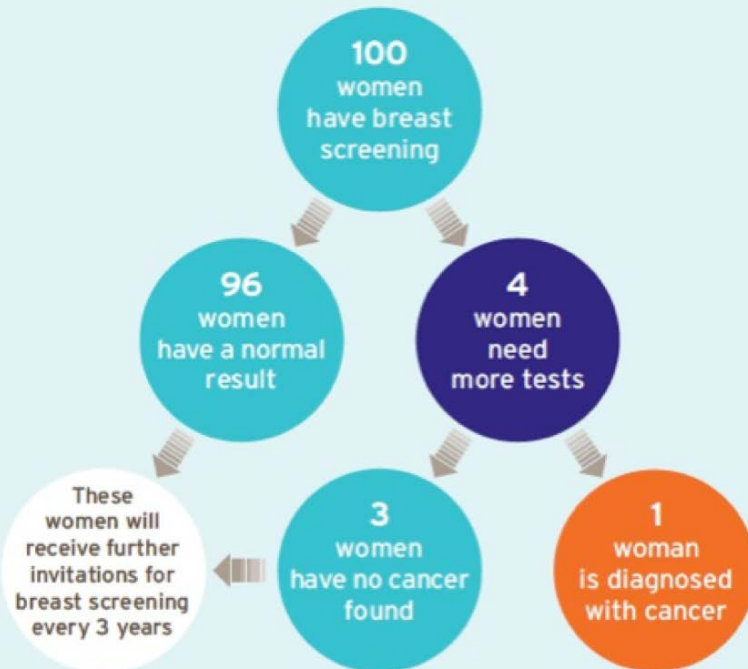 100
women
have breast
screening
96
women
have a normal
result
4
women
need
more tests
These
women will
receive further
invitations for
breast screening
every 3 years
3
women
have no cancer
found
1
woman
is diagnosed
with cancer